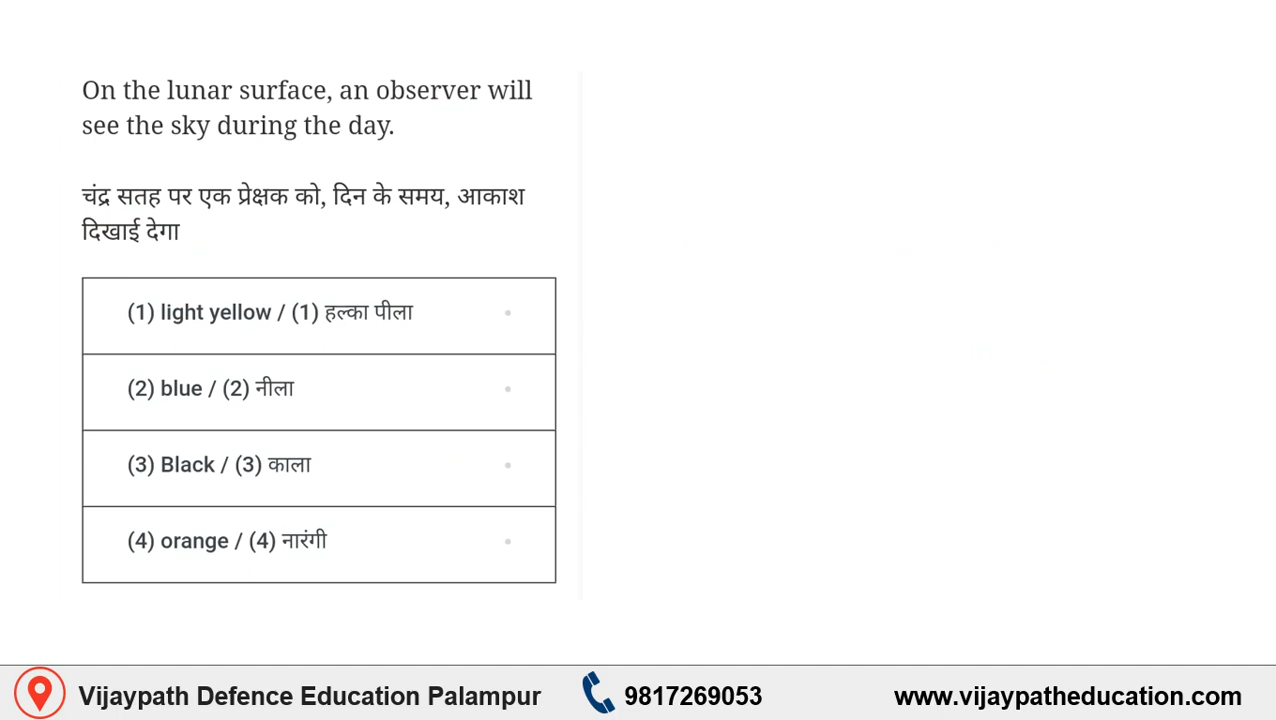 On the lunar surface, an observer will
see the sky during the day.
चंद्र सतह पर एक प्रेक्षक को, दिन के समय, आकाश
दिखाई देगा
(1) light yellow / (1) हल्का पीला
(2) blue / (2) नीला
(3) Black / (3) काला
(4) orange / (4) नारंगी
Vijaypath Defence Education Palampur 9817269053 www.vijaypatheducation.com